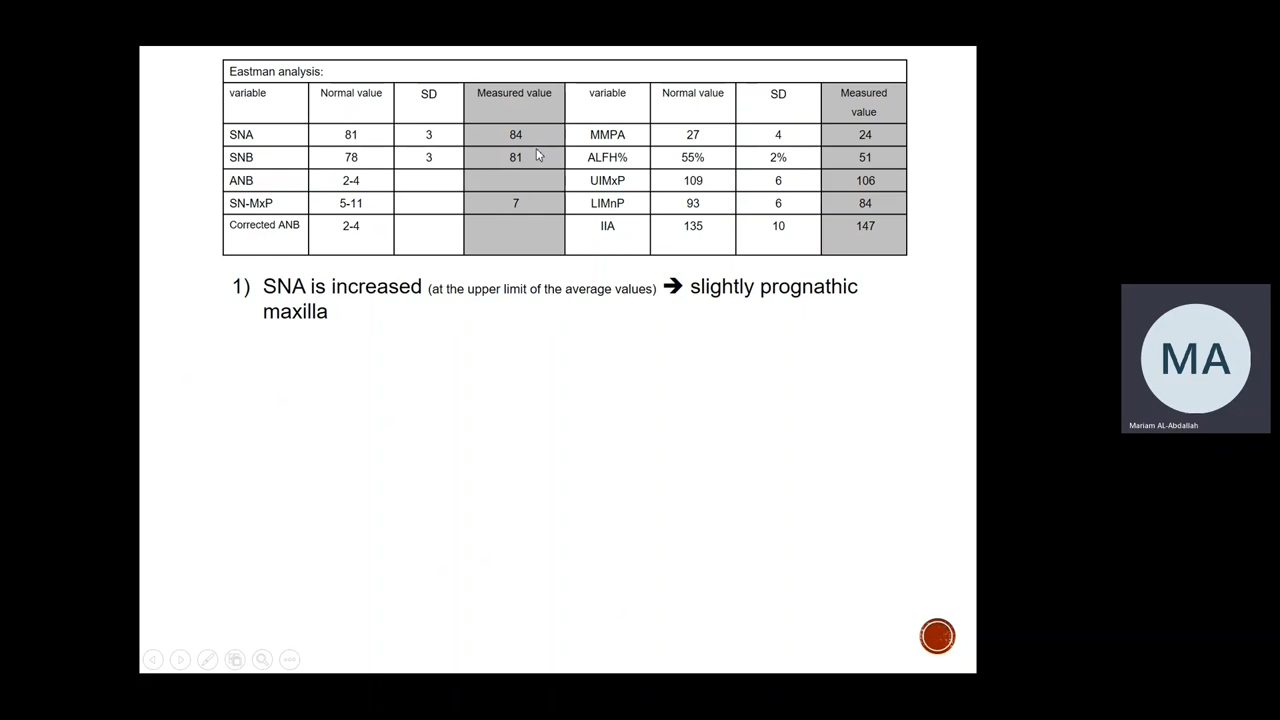 Eastman analysis:
variable Normal value SD Measured value variable Normal value SD Measured value
SNA 81 3 84 MMPA 27 4 24
SNB 78 3 81 ALFH% 55% 2% 51
ANB 2-4 UIMxP 109 6 106
SN-MxP 5-11 7 LIMnP 93 6 84
Corrected ANB 2-4 IIA 135 10 147
1) SNA is increased (at the upper limit of the average values) ➔ slightly prognathic
maxilla
MA
Mariam AL-Abdallah